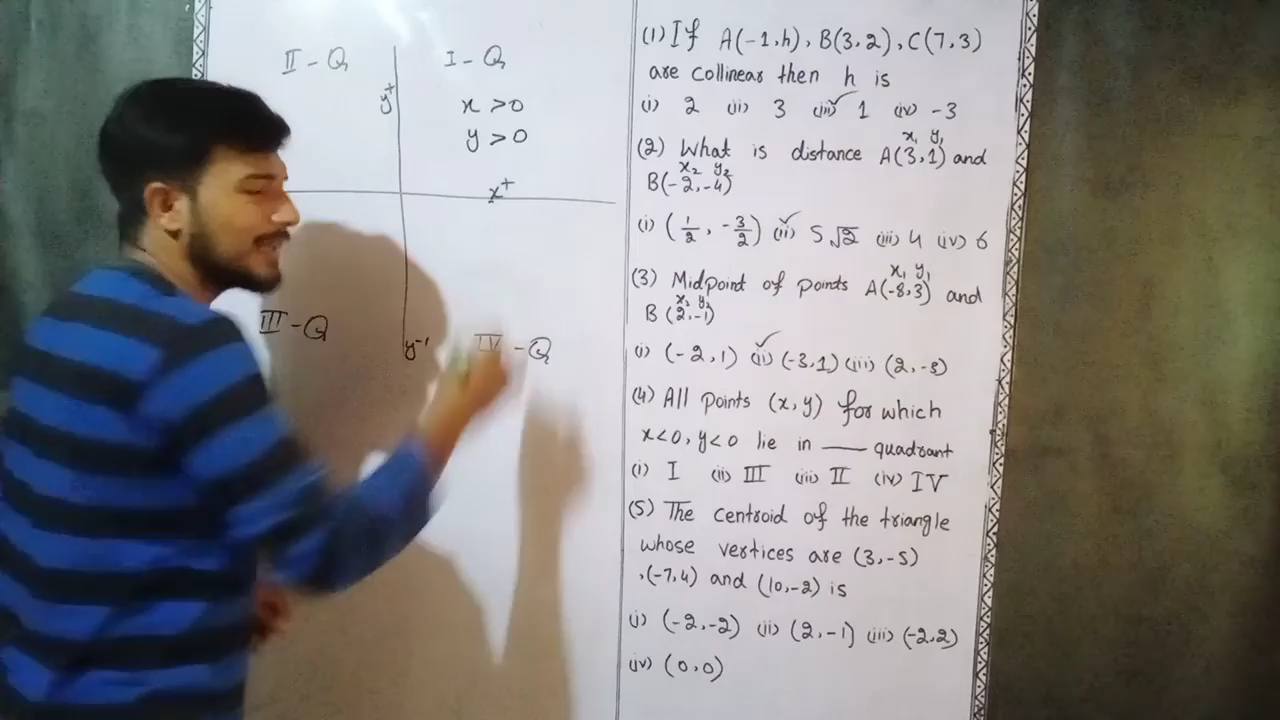 II - Q
I - Q
y+
x > 0
y > 0
x+
III - Q
y-1
IV - Q
(1) If A(-1,h), B(3,2), C(7,3)
are collinear then h is
(i) 2 (ii) 3 (iii) ✓ 1 (iv) -3
x₁ y₁
(2) What is distance A(3,1) and
x₂ y₂
B(-2,-4)
(i) (1/2, -3/2) (ii) ✓ 5√2 (iii) 4 (iv) 6
x₁ y₁
(3) Midpoint of points A(-8,3) and
x₂ y₂
B (2,-1)
(i) (-2,1) (ii) ✓ (-3,1) (iii) (2,-3)
(4) All points (x,y) for which
x<0, y<0 lie in ___ quadrant
(i) I (ii) III (iii) II (iv) IV
(5) The centroid of the triangle
whose vertices are (3,-5)
,(-7,4) and (10,-2) is
(i) (-2,-2) (ii) (2,-1) (iii) (-2,2)
(iv) (0,0)